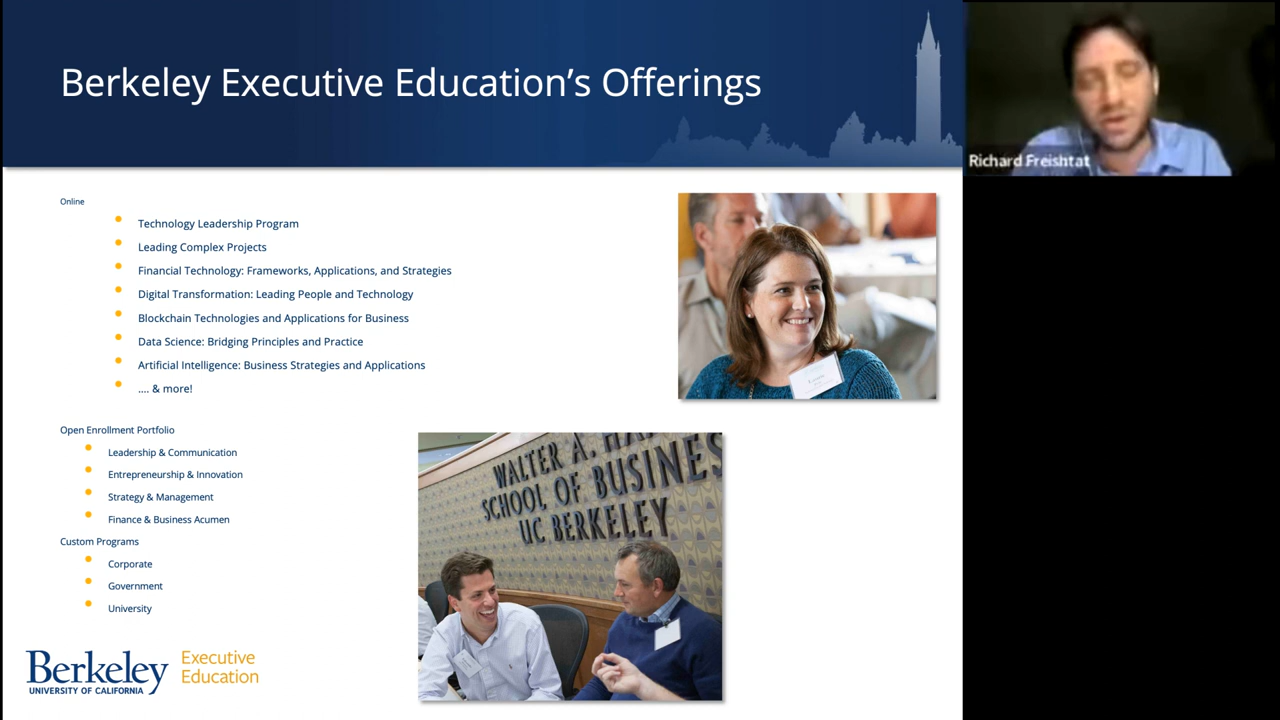 Berkeley Executive Education's Offerings
Richard Freishtat
Online
Technology Leadership Program
Leading Complex Projects
Financial Technology: Frameworks, Applications, and Strategies
Digital Transformation: Leading People and Technology
Blockchain Technologies and Applications for Business
Data Science: Bridging Principles and Practice
Artificial Intelligence: Business Strategies and Applications
.... & more!
Open Enrollment Portfolio
Leadership & Communication
Entrepreneurship & Innovation
Strategy & Management
Finance & Business Acumen
Custom Programs
Corporate
Government
University
WALTER A.
SCHOOL OF
UC BERKELEY
Berkeley
UNIVERSITY OF CALIFORNIA
Executive
Education